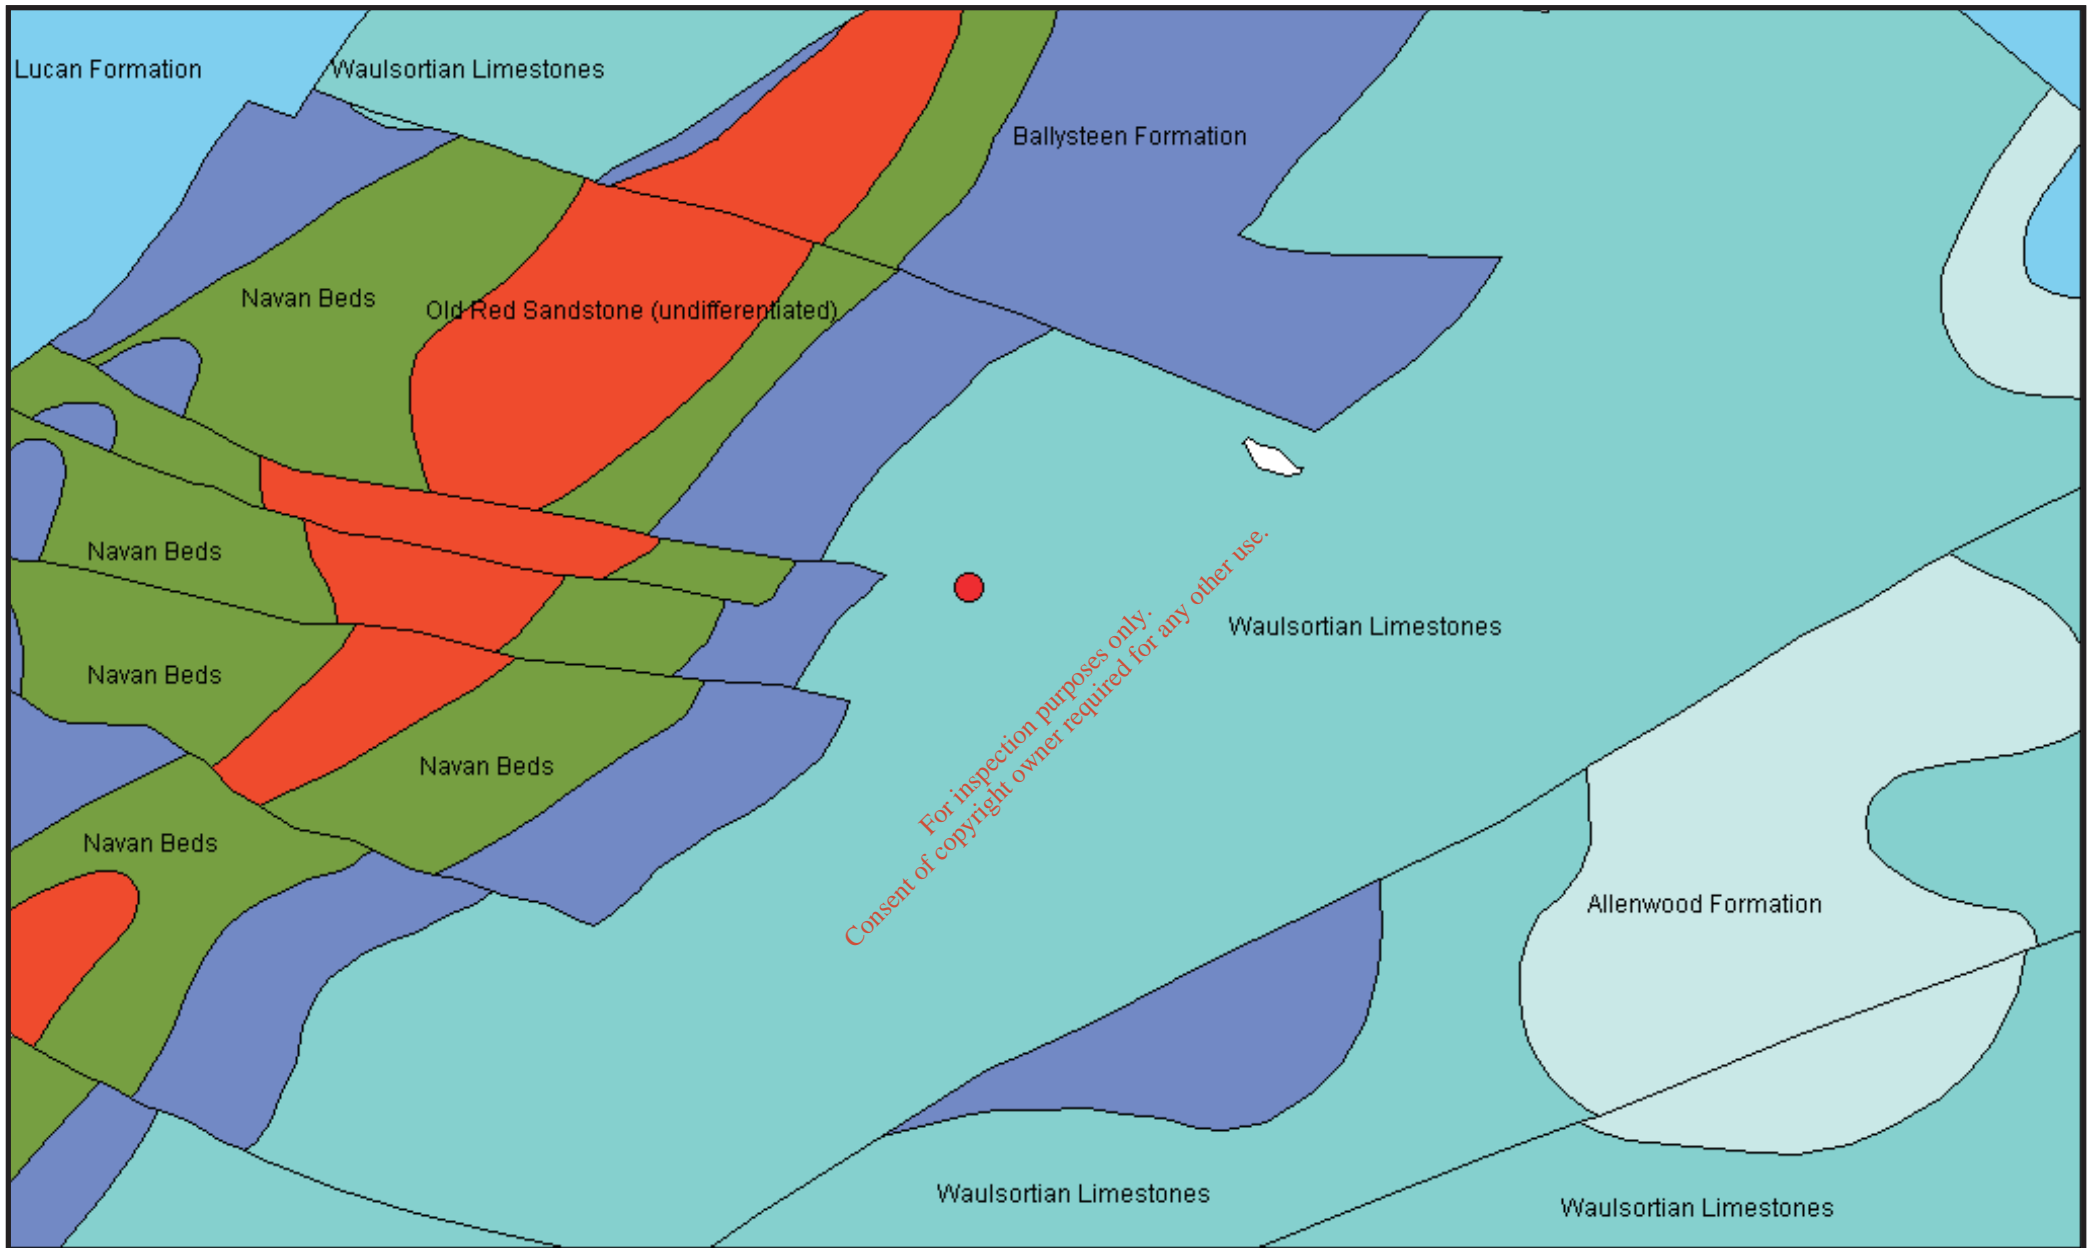 Lucan Formation
Waulsortian Limestones
Ballysteen Formation
Navan Beds
Old Red Sandstone (undifferentiated)
Navan Beds
Waulsortian Limestones
Navan Beds
Navan Beds
Navan Beds
Allenwood Formation
For inspection purposes only.
Consent of copyright owner required for any other use.
Waulsortian Limestones
Waulsortian Limestones